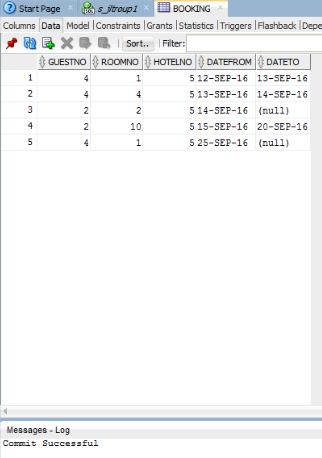 Start Page s_jltroup1 BOOKING
Columns Data Model Constraints Grants Statistics Triggers Flashback Depe
Sort.. Filter:
GUESTNO ROOMNO HOTELNO DATEFROM DATETO
1 4 1 5 12-SEP-16 13-SEP-16
2 4 4 5 13-SEP-16 14-SEP-16
3 2 2 5 14-SEP-16 (null)
4 2 10 5 15-SEP-16 20-SEP-16
5 4 1 5 25-SEP-16 (null)
Messages - Log
Commit Successful